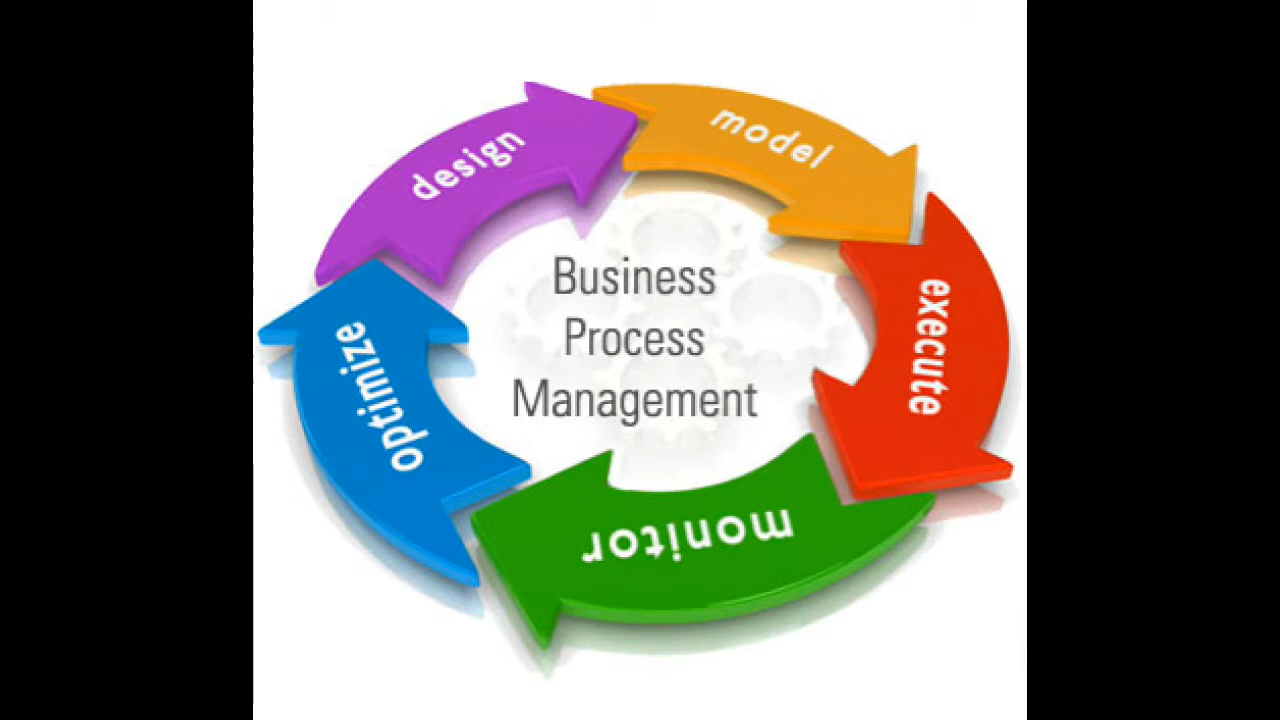 design
model
execute
monitor
optimize
Business
Process
Management